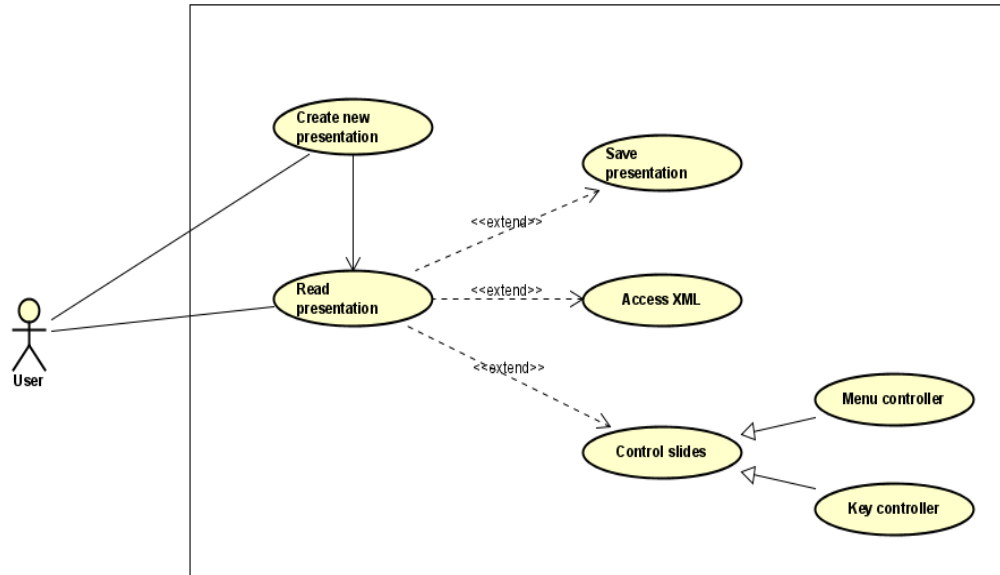 Create new
presentation
Save
presentation
<<extend>>
Read
presentation
<<extend>>
Access XML
User
<<extend>>
Menu controller
Control slides
Key controller